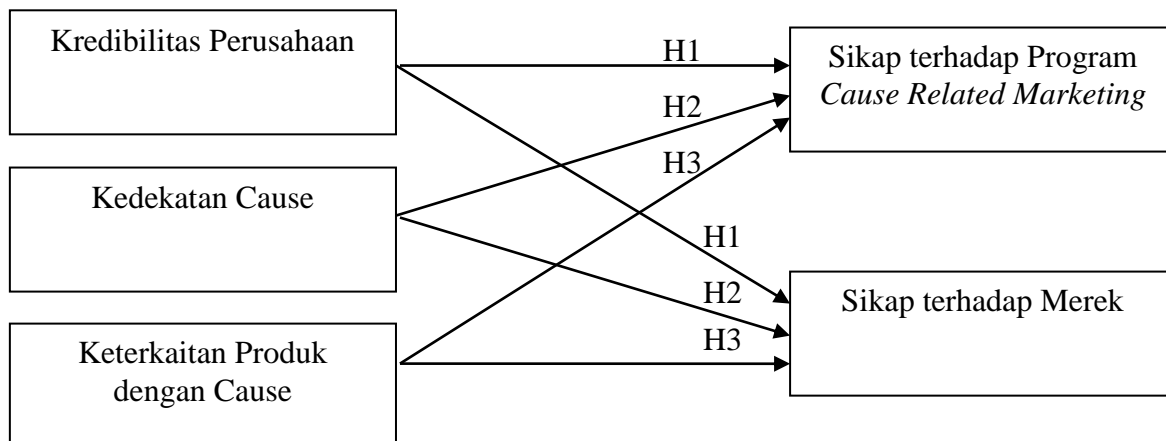 Kredibilitas Perusahaan
Kedekatan Cause
Keterkaitan Produk
dengan Cause
H1
H2
H3
H1
H2
H3
Sikap terhadap Program
Cause Related Marketing
Sikap terhadap Merek